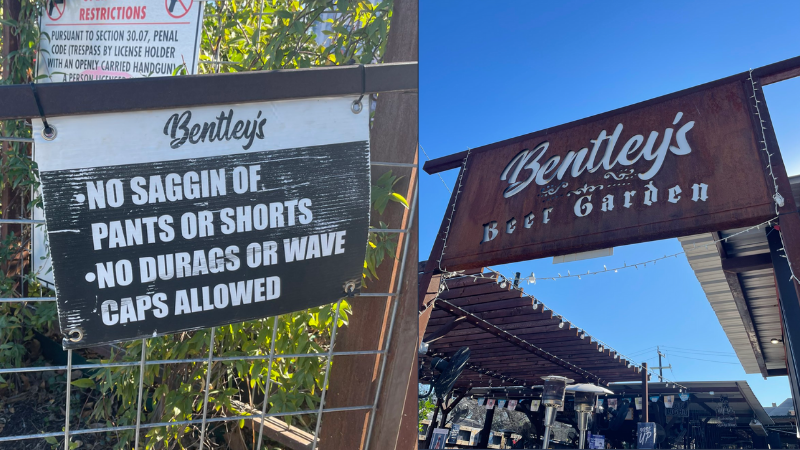 RESTRICTIONS
PURSUANT TO SECTION 30.07, PENAL
CODE (TRESPASS BY LICENSE HOLDER
WITH AN OPENLY CARRIED HANDGUN)
A PERSON
Bentley's
•NO SAGGIN OF
PANTS OR SHORTS
•NO DURAGS OR WAVE
CAPS ALLOWED
Bentley's
Beer Garden